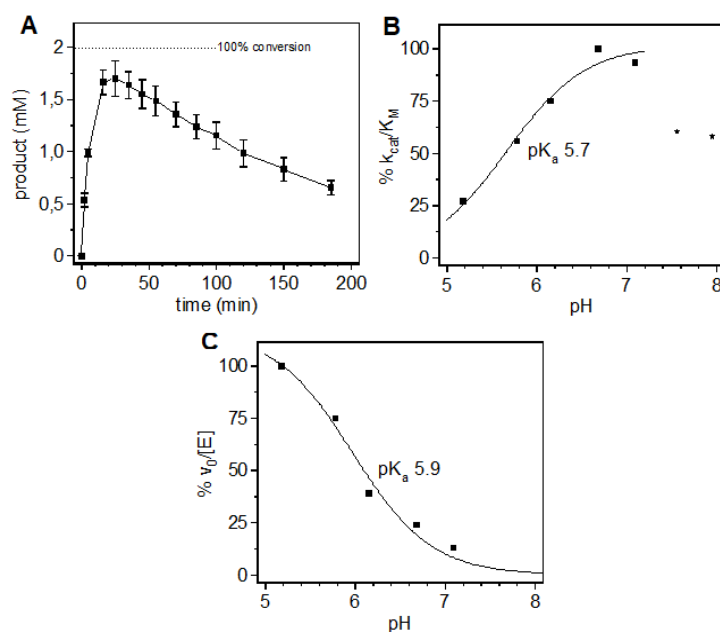 A
product (mM)
2
1,5
1
0,5
0
100% conversion
0 50 100 150 200
time (min)
B
% kcat/KM
100
75
50
25
0
pKa 5.7
* *
5 6 7 8
pH
C
% v0/[E]
100
75
50
25
0
pKa 5.9
5 6 7 8
pH